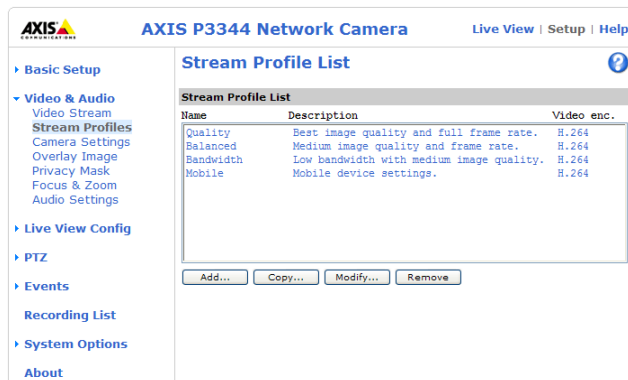 AXIS
COMMUNICATIONS
AXIS P3344 Network Camera
Live View | Setup | Help
Basic Setup
Video & Audio
Video Stream
Stream Profiles
Camera Settings
Overlay Image
Privacy Mask
Focus & Zoom
Audio Settings
Live View Config
PTZ
Events
Recording List
System Options
About
Stream Profile List
?
Stream Profile List
Name Description Video enc.
Quality Best image quality and full frame rate. H.264
Balanced Medium image quality and frame rate. H.264
Bandwidth Low bandwidth with medium image quality. H.264
Mobile Mobile device settings. H.264
Add... Copy... Modify... Remove